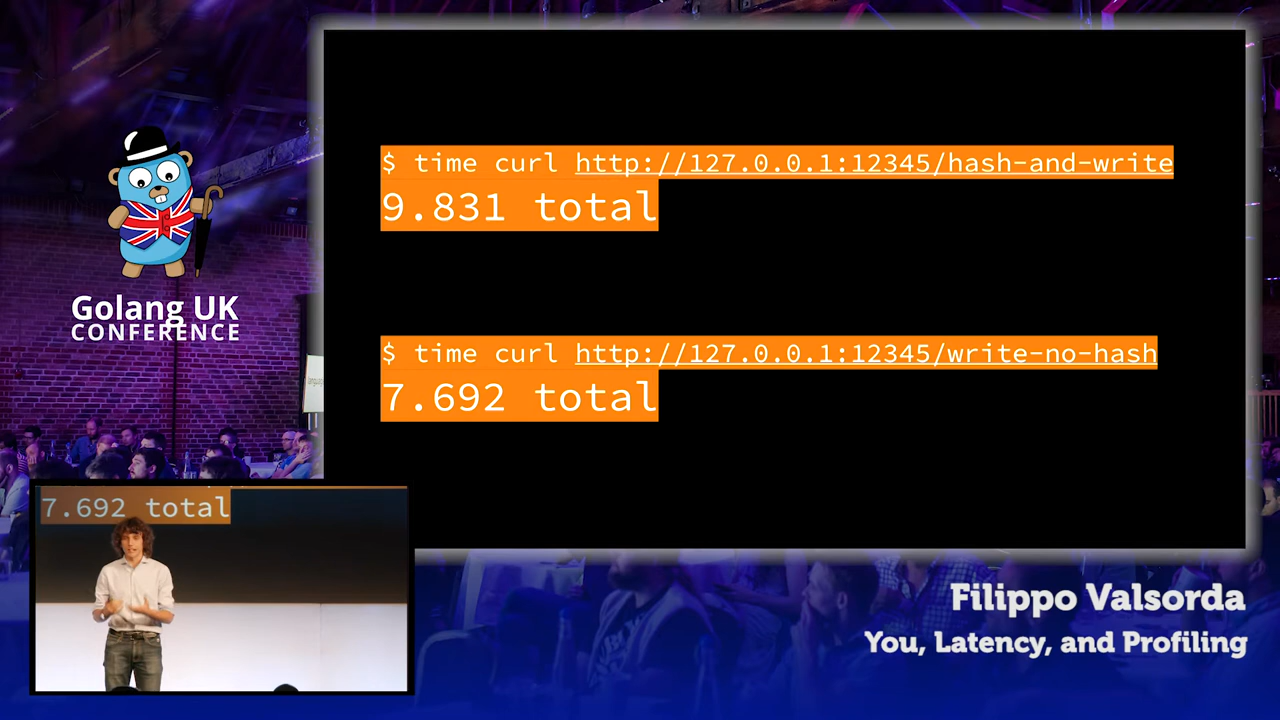 $ time curl http://127.0.0.1:12345/hash-and-write
9.831 total
$ time curl http://127.0.0.1:12345/write-no-hash
7.692 total
Golang UK
CONFERENCE
7.692 total
Filippo Valsorda
You, Latency, and Profiling